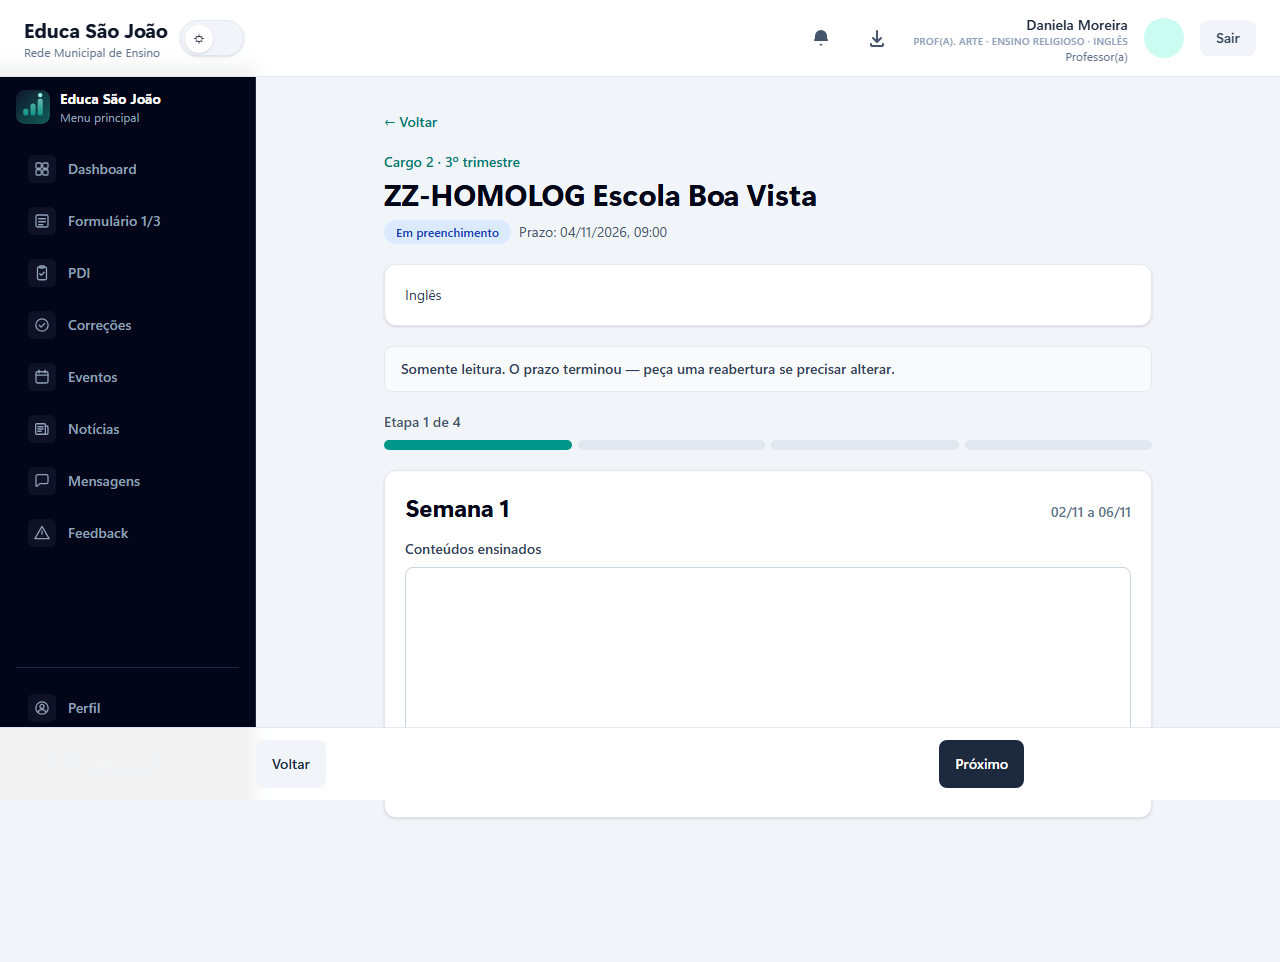 Educa São João
Rede Municipal de Ensino
Daniela Moreira
PROF(A). ARTE · ENSINO RELIGIOSO · INGLÊS
Professor(a)
Sair
Educa São João
Menu principal
Dashboard
Formulário 1/3
PDI
Correções
Eventos
Notícias
Mensagens
Feedback
Perfil
← Voltar
Cargo 2 · 3º trimestre
ZZ-HOMOLOG Escola Boa Vista
Em preenchimento Prazo: 04/11/2026, 09:00
Inglês
Somente leitura. O prazo terminou — peça uma reabertura se precisar alterar.
Etapa 1 de 4
Semana 1 02/11 a 06/11
Conteúdos ensinados
Voltar
Próximo